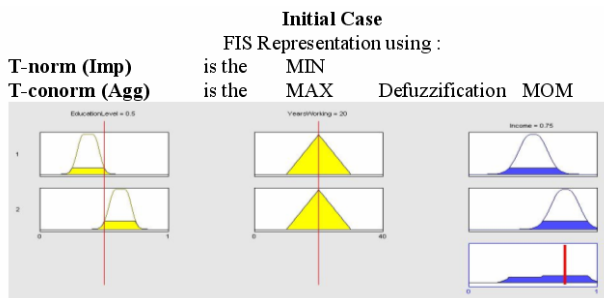 Initial Case
FIS Representation using :
T-norm (Imp) is the MIN
T-conorm (Agg) is the MAX Defuzzification MOM
EducationLevel = 0.5 YearsWorking = 20 Income = 0.75
1
2
0 1 0 40
0 1